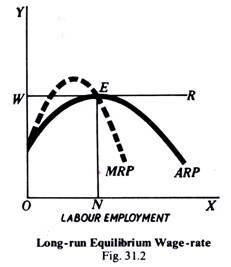 Y
E
W
R
MRP
ARP
O
N
X
LABOUR EMPLOYMENT
Long-run Equilibrium Wage-rate
Fig. 31.2